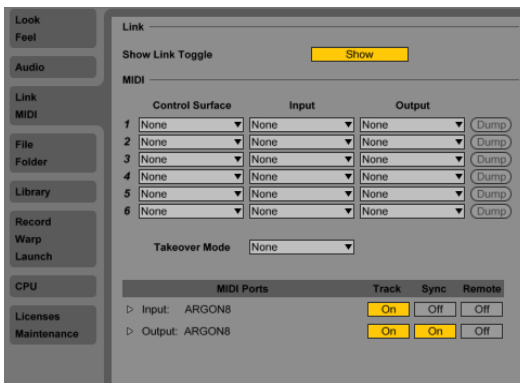 Look
Feel
Audio
Link
MIDI
File
Folder
Library
Record
Warp
Launch
CPU
Licenses
Maintenance
Link
Show Link Toggle Show
MIDI
Control Surface Input Output
1 None None None Dump
2 None None None Dump
3 None None None Dump
4 None None None Dump
5 None None None Dump
6 None None None Dump
Takeover Mode None
MIDI Ports Track Sync Remote
Input: ARGON8 On Off Off
Output: ARGON8 On On Off